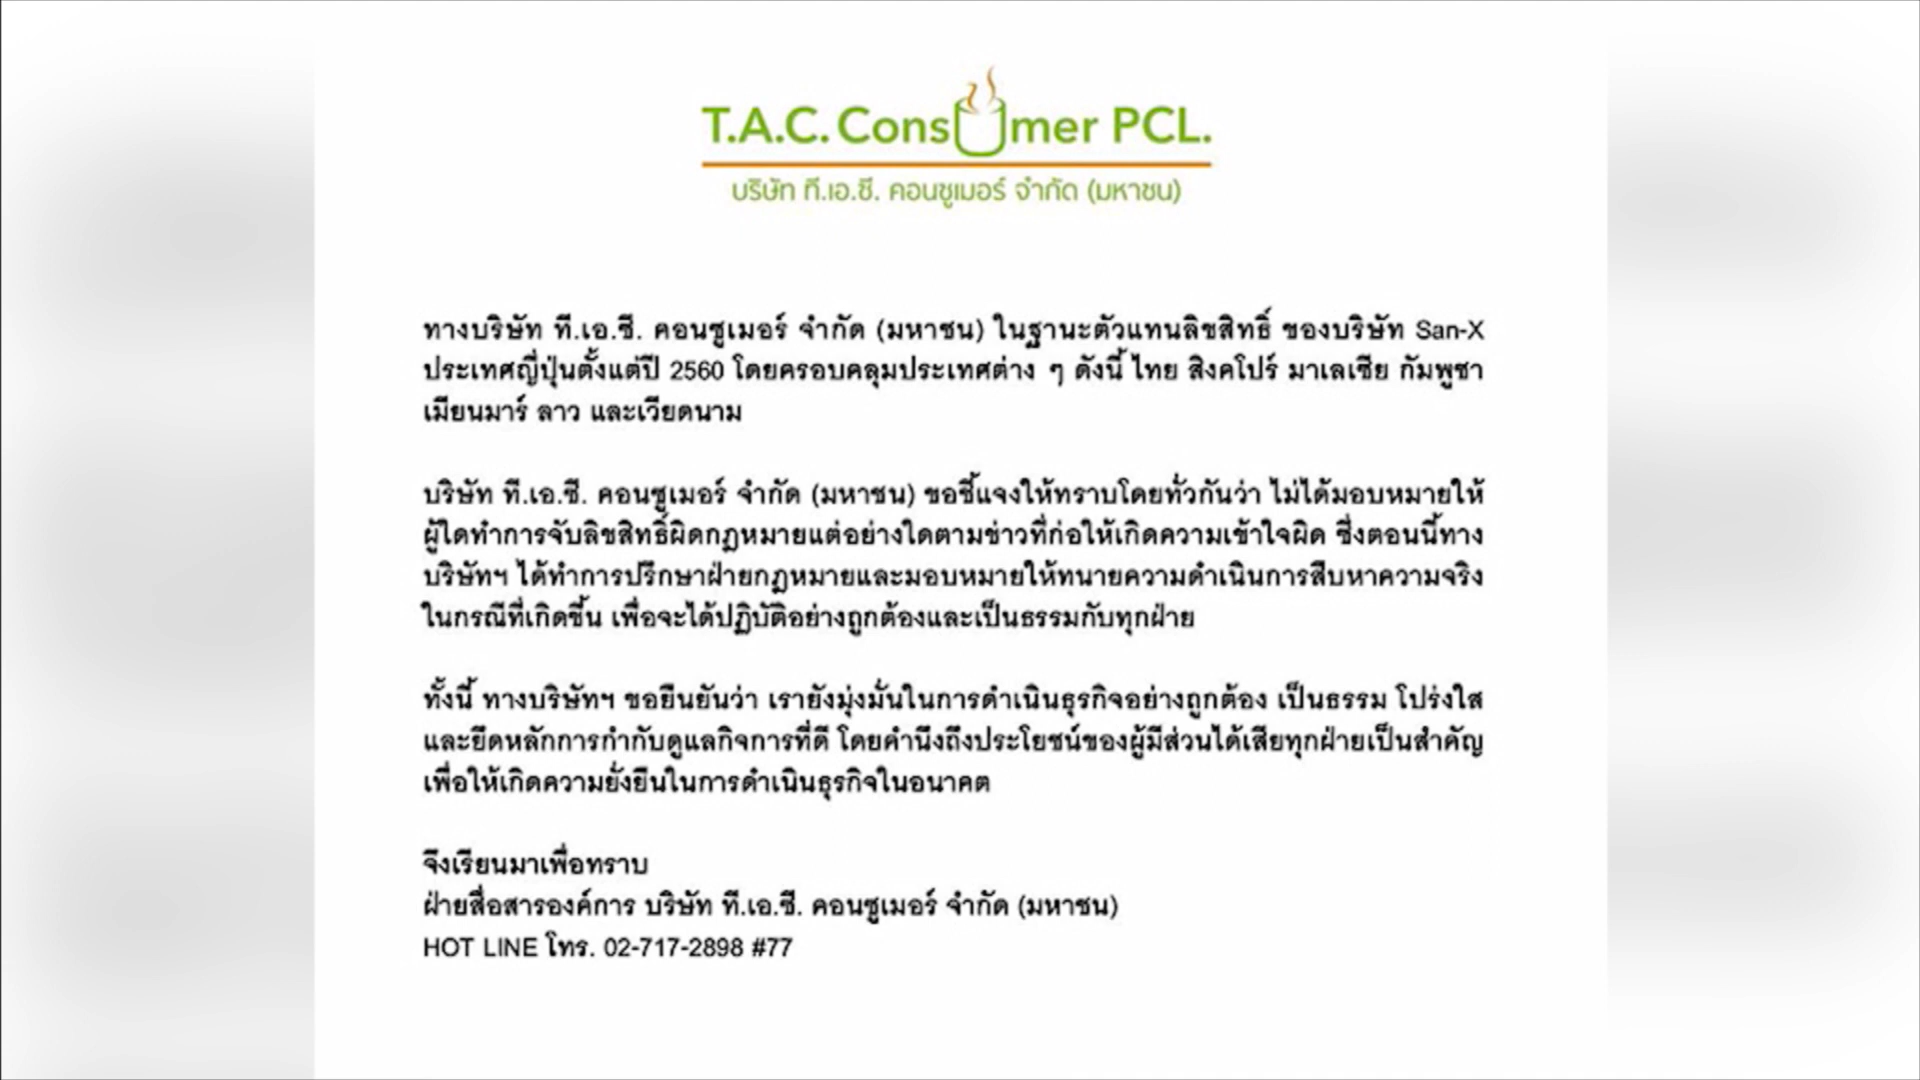 T.A.C. Consumer PCL.
บริษัท ที.เอ.ซี. คอนซูเมอร์ จำกัด (มหาชน)
ทางบริษัท ที.เอ.ซี. คอนซูเมอร์ จำกัด (มหาชน) ในฐานะตัวแทนลิขสิทธิ์ ของบริษัท San-X
ประเทศญี่ปุ่นตั้งแต่ปี 2560 โดยครอบคลุมประเทศต่าง ๆ ดังนี้ ไทย สิงคโปร์ มาเลเซีย กัมพูชา
เมียนมาร์ ลาว และเวียดนาม
บริษัท ที.เอ.ซี. คอนซูเมอร์ จำกัด (มหาชน) ขอชี้แจงให้ทราบโดยทั่วกันว่า ไม่ได้มอบหมายให้
ผู้ใดทำการจับลิขสิทธิ์ผิดกฎหมายแต่อย่างใดตามข่าวที่ก่อให้เกิดความเข้าใจผิด ซึ่งตอนนี้ทาง
บริษัทฯ ได้ทำการปรึกษาฝ่ายกฎหมายและมอบหมายให้ทนายความดำเนินการสืบหาความจริง
ในกรณีที่เกิดขึ้น เพื่อจะได้ปฏิบัติอย่างถูกต้องและเป็นธรรมกับทุกฝ่าย
ทั้งนี้ ทางบริษัทฯ ขอยืนยันว่า เรายังมุ่งมั่นในการดำเนินธุรกิจอย่างถูกต้อง เป็นธรรม โปร่งใส
และยึดหลักการกำกับดูแลกิจการที่ดี โดยคำนึงถึงประโยชน์ของผู้มีส่วนได้เสียทุกฝ่ายเป็นสำคัญ
เพื่อให้เกิดความยั่งยืนในการดำเนินธุรกิจในอนาคต
จึงเรียนมาเพื่อทราบ
ฝ่ายสื่อสารองค์การ บริษัท ที.เอ.ซี. คอนซูเมอร์ จำกัด (มหาชน)
HOT LINE โทร. 02-717-2898 #77